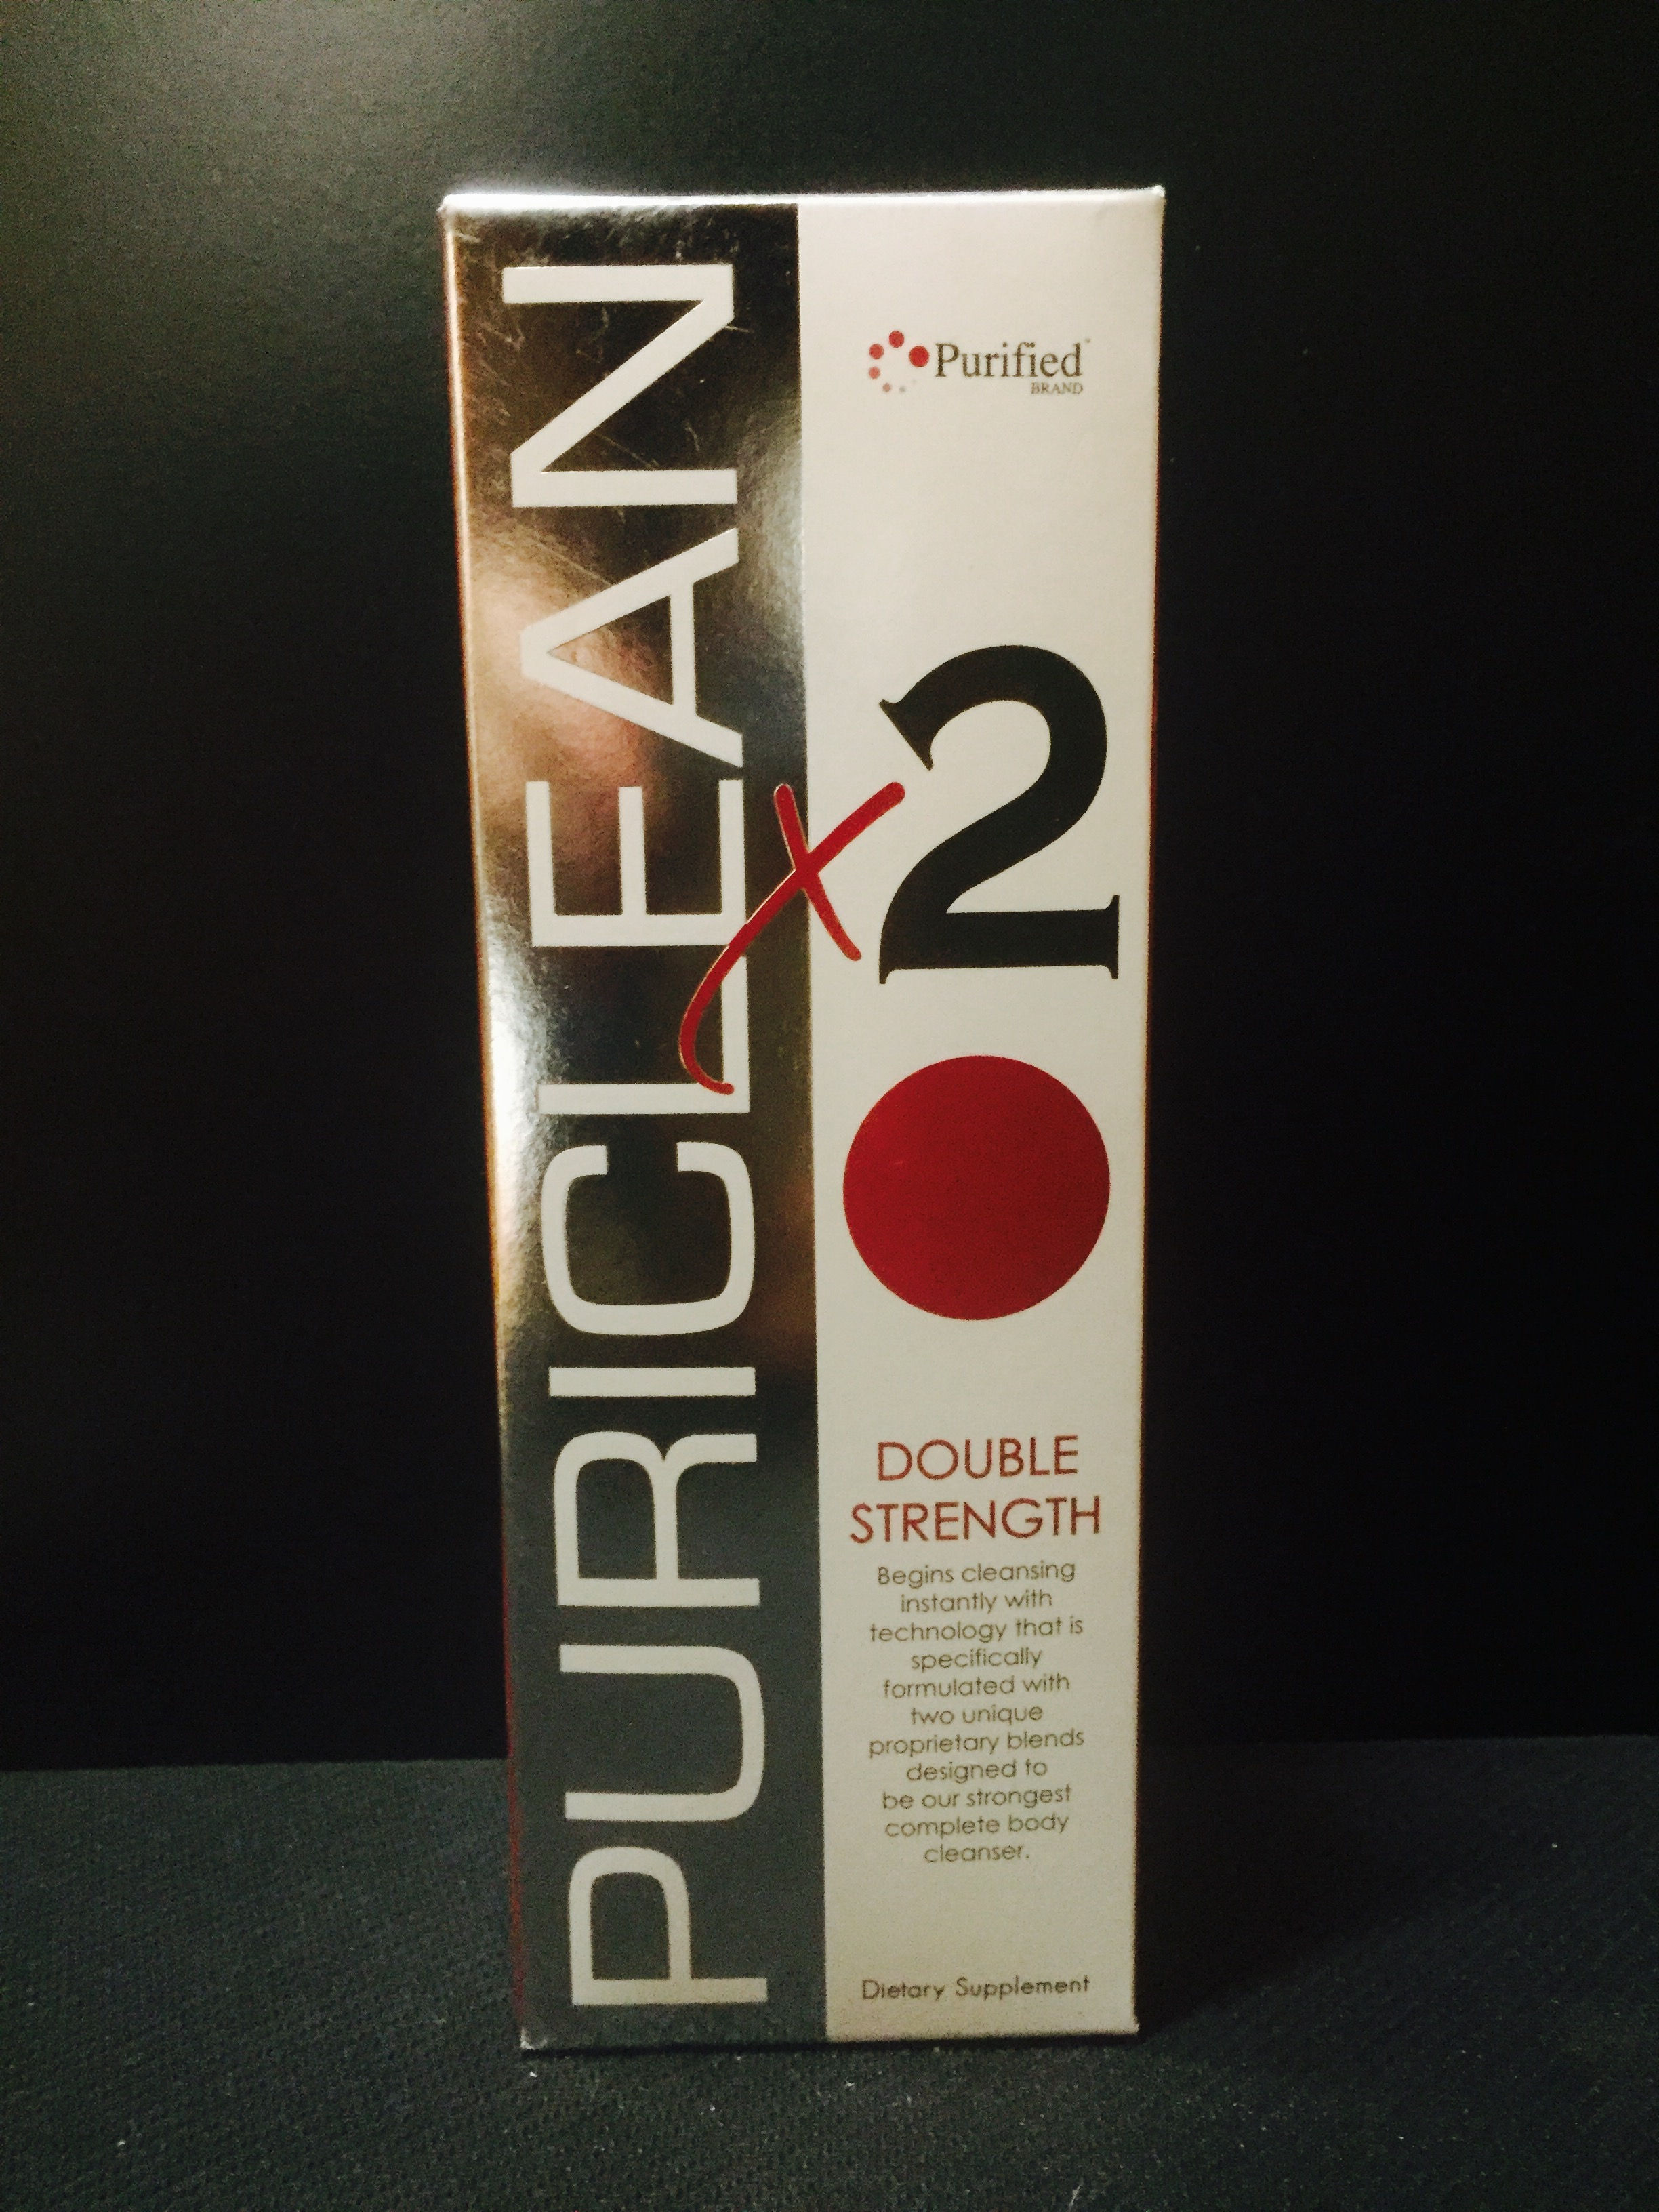 PURICLEAN
Purified™
BRAND
x2
DOUBLE
STRENGTH
Begins cleansing
instantly with
technology that is
specifically
formulated with
two unique
proprietary blends
designed to
be our strongest
complete body
cleanser.
Dietary Supplement